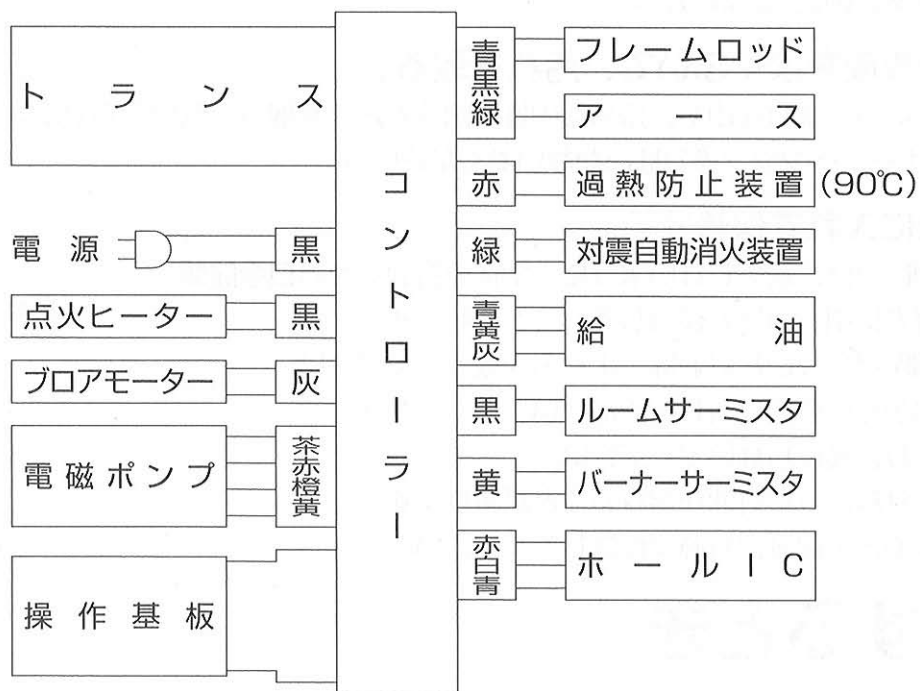 トランス
電源
黒
点火ヒーター
黒
ブロアモーター
灰
電磁ポンプ
茶赤橙黄
操作基板
コントローラー
青黒緑
フレームロッド
アース
赤
過熱防止装置 (90℃)
緑
対震自動消火装置
青黄灰
給油
黒
ルームサーミスタ
黄
バーナーサーミスタ
赤白青
ホールIC